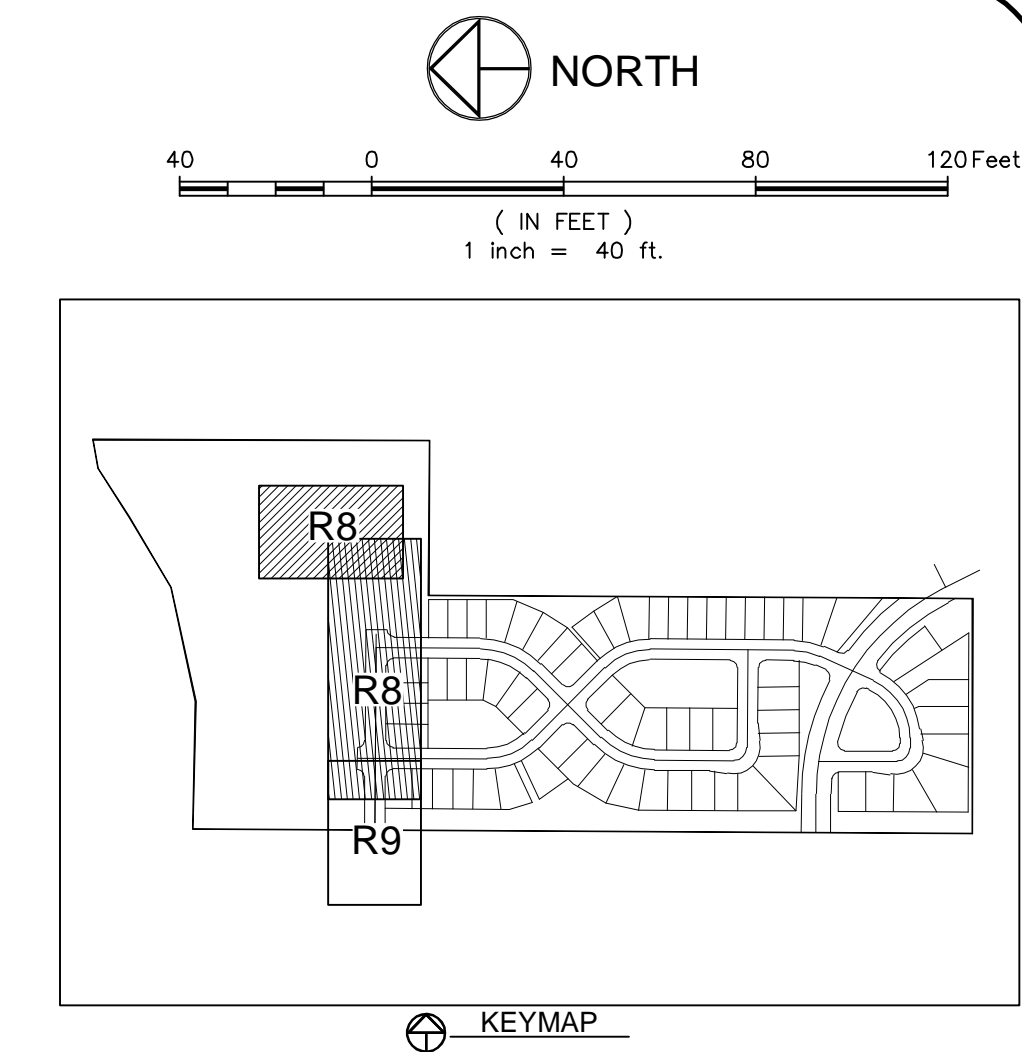 NORTH
40 0 40 80 120 Feet
( IN FEET )
1 inch = 40 ft.
R8
R8
R9
KEYMAP